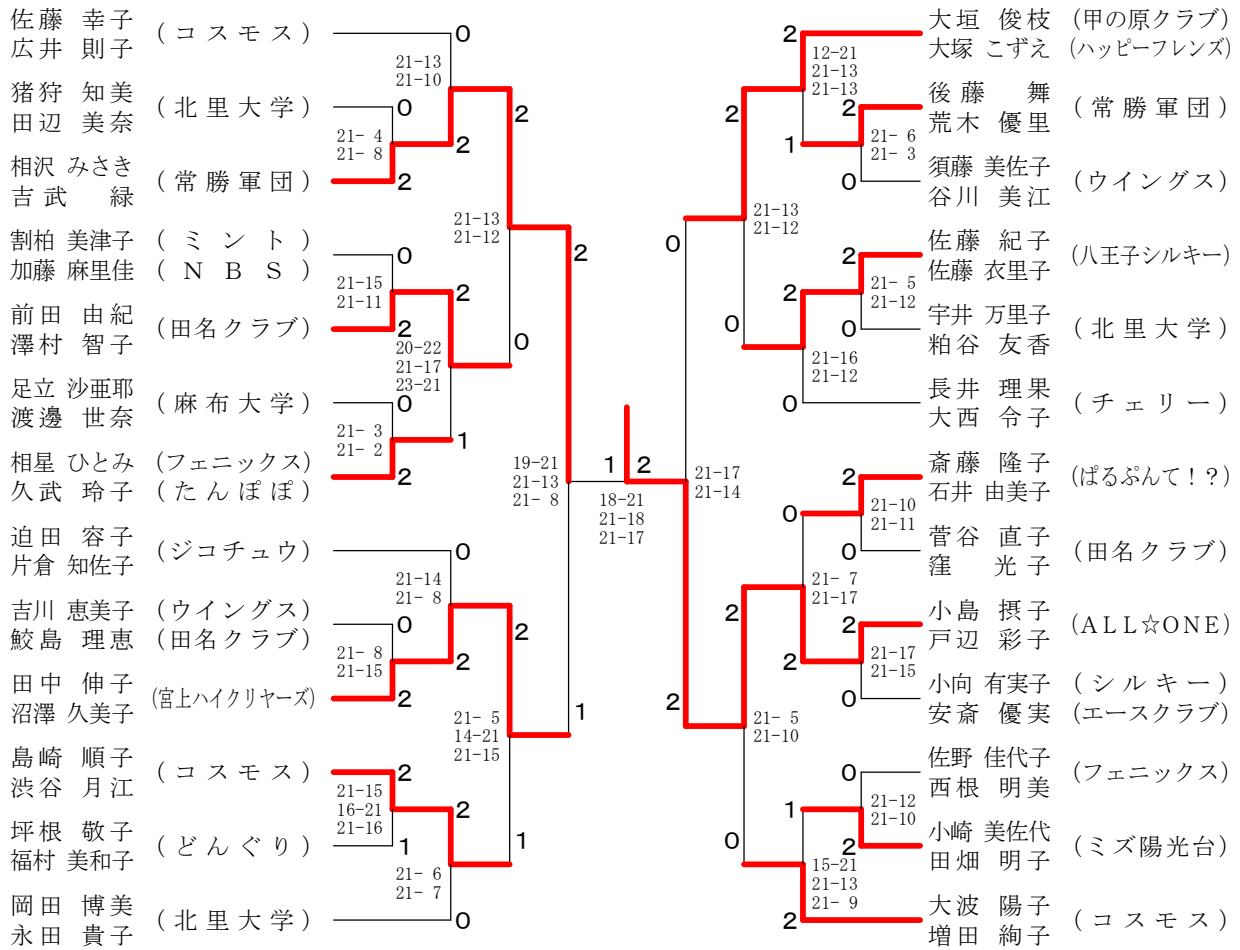 佐藤 幸子
広井 則子
(コスモス)
0
21-13
21-10
猪狩 知美
田辺 美奈
(北里大学)
0
2
21- 4
21- 8
2
相沢 みさき
吉武 緑
(常勝軍団)
2
21-13
21-12
割柏 美津子
加藤 麻里佳
(ミント)
(NBS)
0
2
21-15
21-11
2
前田 由紀
澤村 智子
(田名クラブ)
2
0
20-22
21-17
23-21
足立 沙亜耶
渡邊 世奈
(麻布大学)
0
21- 3
21- 2
1
相星 ひとみ
久武 玲子
(フェニックス)
(たんぽぽ)
2
19-21
21-13
21- 8
1
2
18-21
21-18
21-17
迫田 容子
片倉 知佐子
(ジコチュウ)
0
21-14
21- 8
吉川 恵美子
鮫島 理恵
(ウイングス)
(田名クラブ)
0
2
21- 8
21-15
2
田中 伸子
沼澤 久美子
(宮上ハイクリヤーズ)
2
1
21- 5
14-21
21-15
島崎 順子
渋谷 月江
(コスモス)
2
21-15
16-21
21-16
2
坪根 敬子
福村 美和子
(どんぐり)
1
1
21- 6
21- 7
岡田 博美
永田 貴子
(北里大学)
0
大垣 俊枝
大塚 こずえ
(甲の原クラブ)
(ハッピーフレンズ)
2
12-21
21-13
21-13
後藤 舞
荒木 優里
(常勝軍団)
2
2
1
21- 6
21- 3
須藤 美佐子
谷川 美江
(ウイングス)
0
21-13
21-12
0
佐藤 紀子
佐藤 衣里子
(八王子シルキー)
2
2
21- 5
21-12
宇井 万里子
粕谷 友香
(北里大学)
0
0
21-16
21-12
長井 理果
大西 令子
(チェリー)
0
21-17
21-14
斎藤 隆子
石井 由美子
(ぱるぷんて!?)
2
0
21-10
21-11
菅谷 直子
窪 光子
(田名クラブ)
0
21- 7
21-17
小島 摂子
戸辺 彩子
(ALL☆ONE)
2
2
2
21-17
21-15
小向 有実子
安斎 優実
(シルキー)
(エースクラブ)
0
2
21- 5
21-10
佐野 佳代子
西根 明美
(フェニックス)
0
1
21-12
21-10
小崎 美佐代
田畑 明子
(ミズ陽光台)
2
0
15-21
21-13
21- 9
大波 陽子
増田 絢子
(コスモス)
2